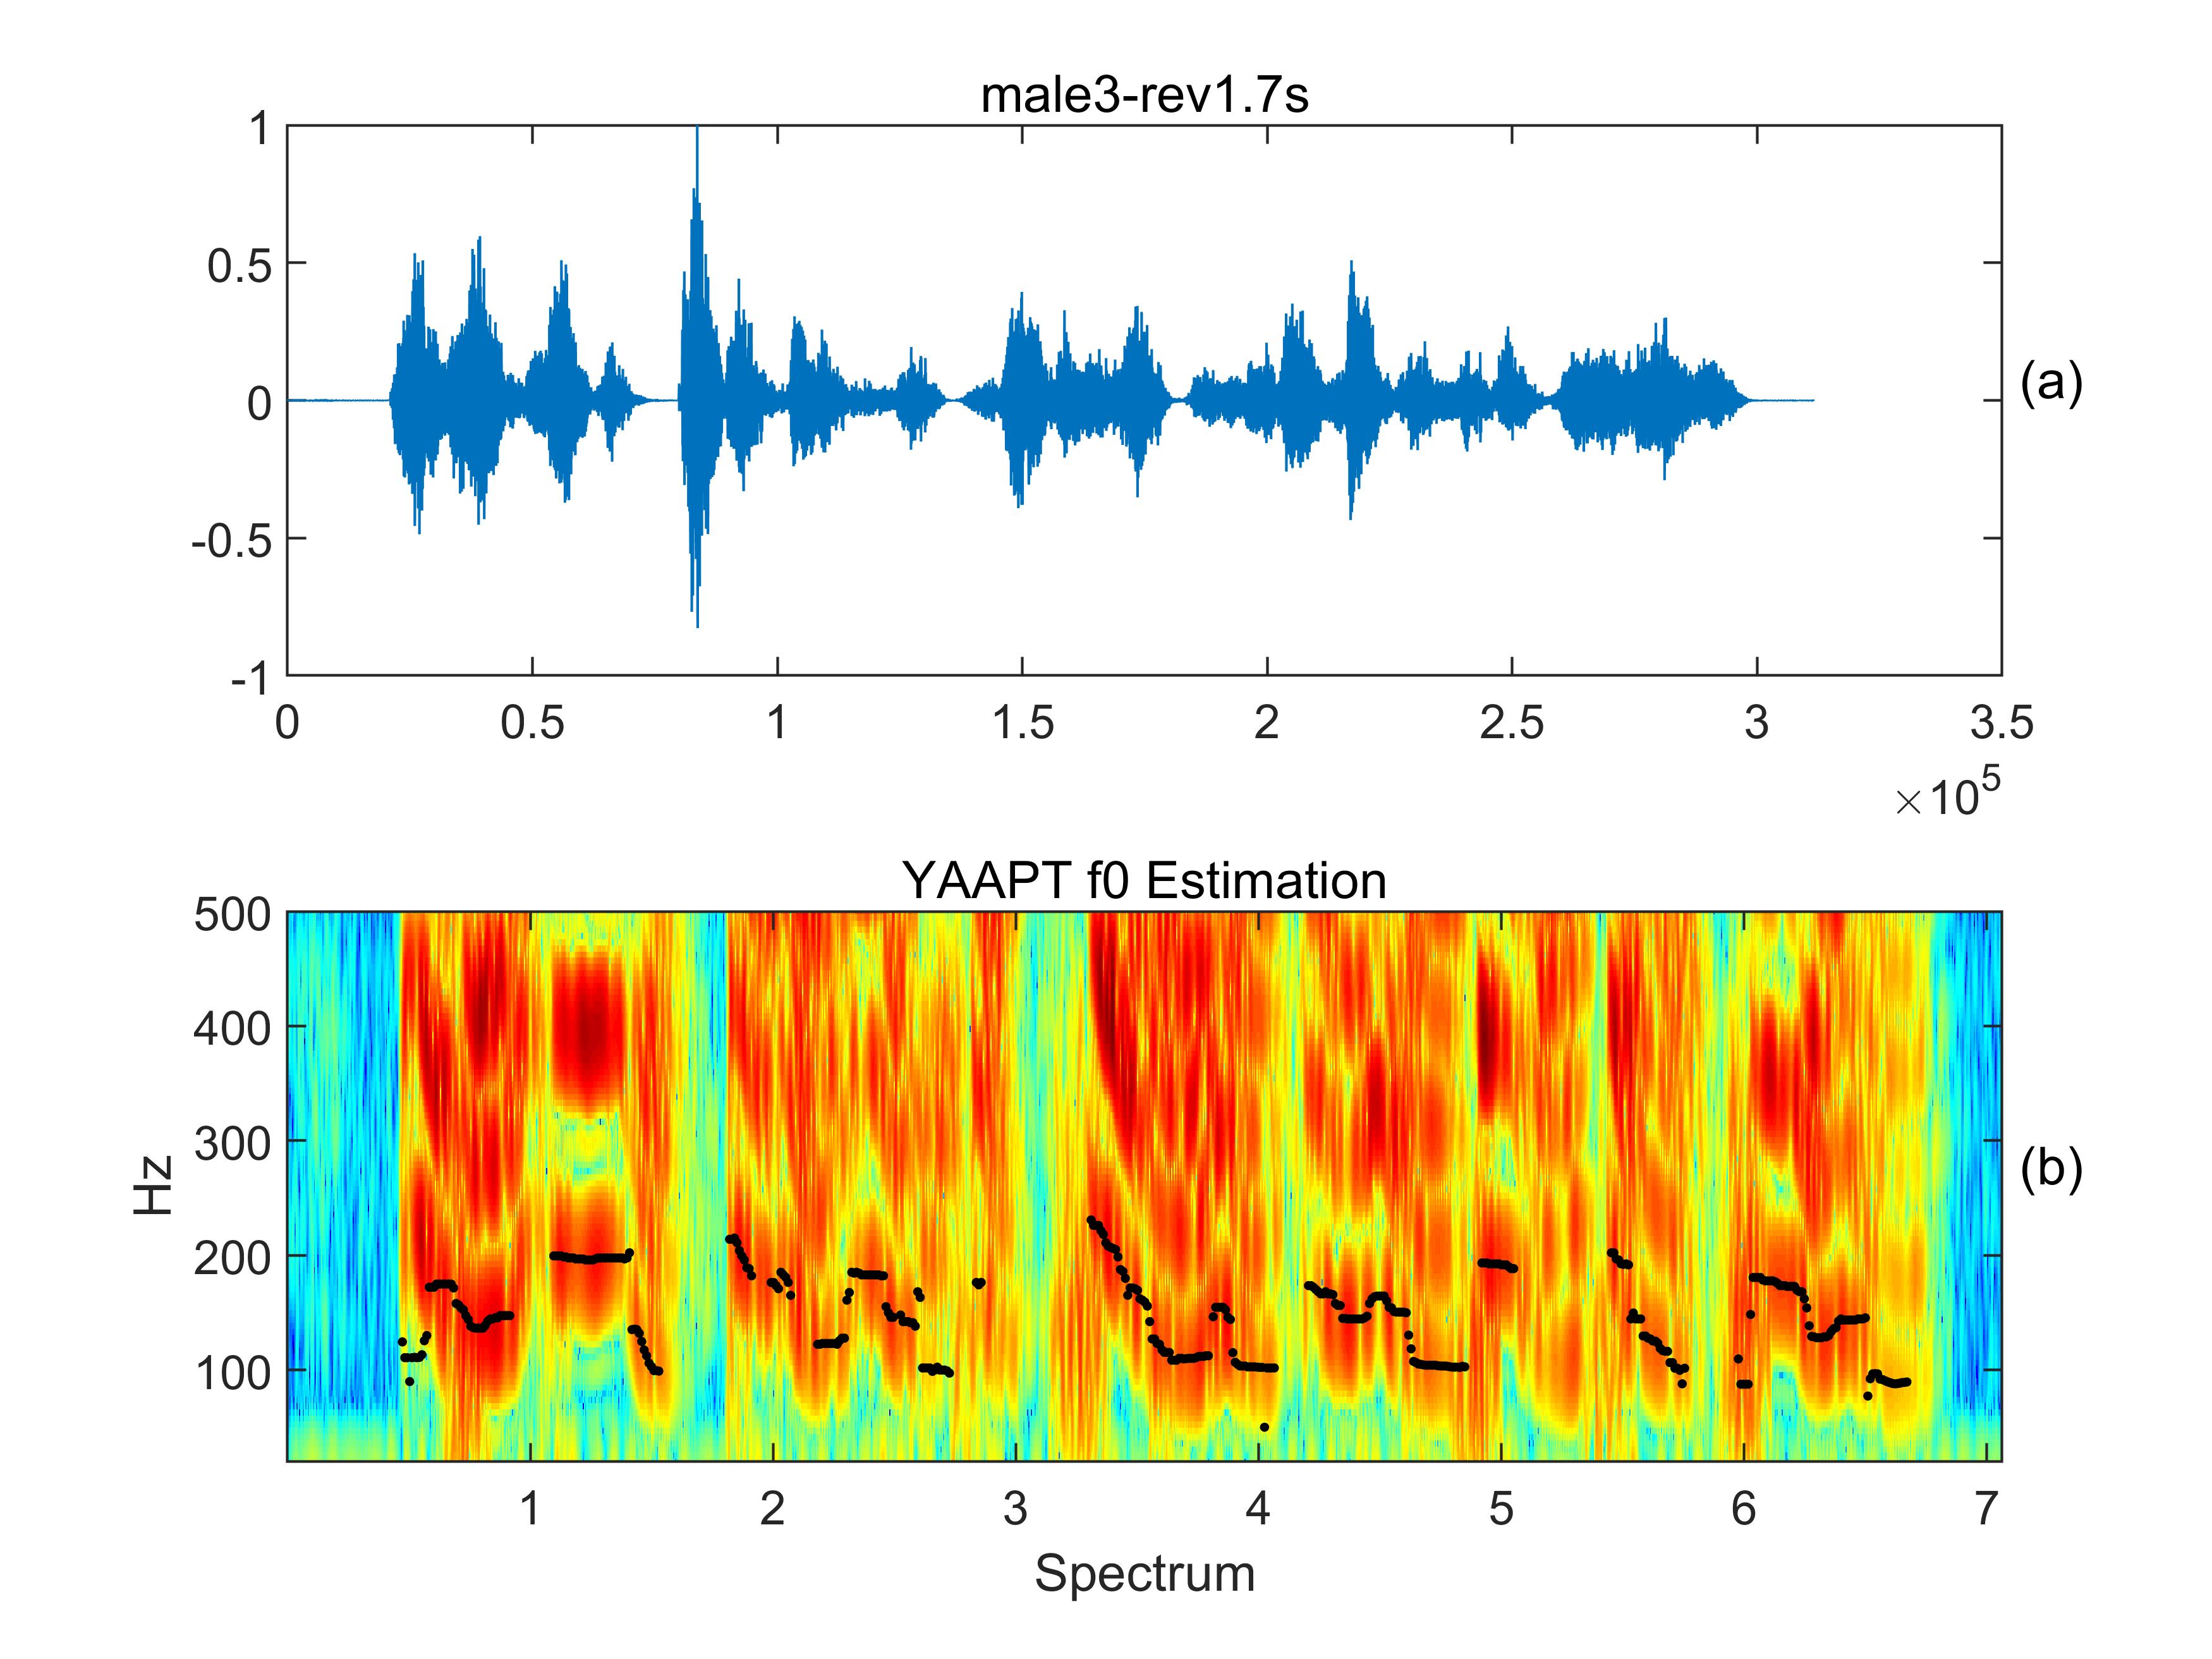 male3-rev1.7s
1
0.5
0
-0.5
-1
(a)
0 0.5 1 1.5 2 2.5 3 3.5
×10^5
YAAPT f0 Estimation
500
400
300
200
100
Hz
(b)
1 2 3 4 5 6 7
Spectrum